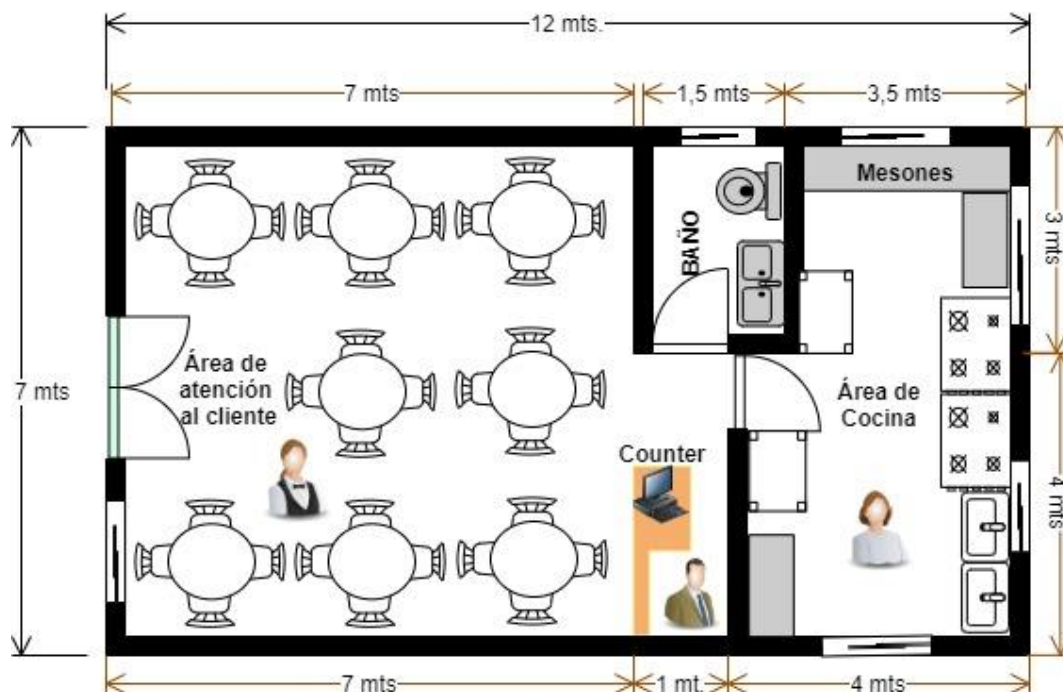 12 mts.
7 mts
1,5 mts
3,5 mts
Mesones
BAÑO
3 mts
7 mts
Área de
atención
al cliente
Área de
Cocina
Counter
4 mts
7 mts
1 mt.
4 mts